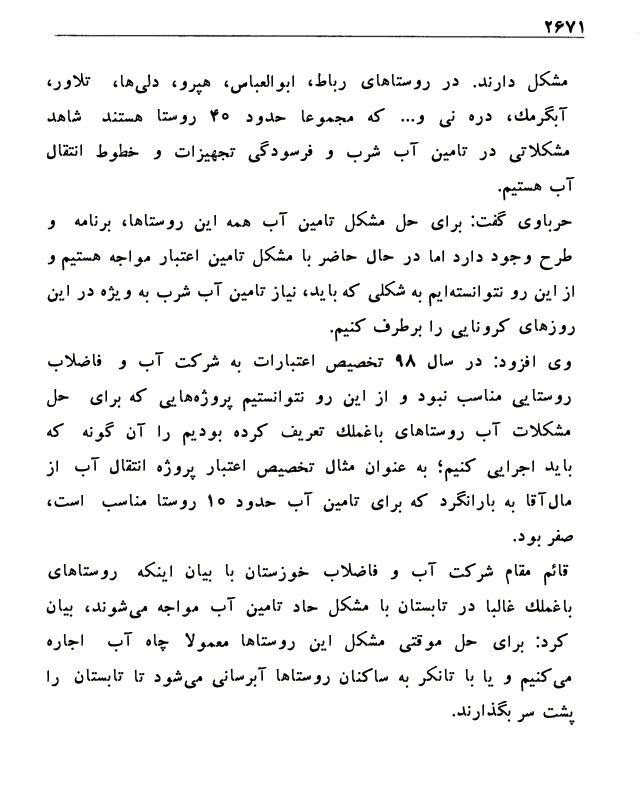 ۲۶۷۱
مشکل دارند. در روستاهای رباط، ابوالعباس، هپرو، دلی‌ها، تلاور،
آبگرمك، دره نی و... که مجموعا حدود ۴۰ روستا هستند شاهد
مشکلاتی در تامین آب شرب و فرسودگی تجهیزات و خطوط انتقال
آب هستیم.
حرباوی گفت: برای حل مشکل تامین آب همه این روستاها، برنامه و
طرح وجود دارد اما در حال حاضر با مشکل تامین اعتبار مواجه هستیم و
از این رو نتوانسته‌ایم به شکلی که باید، نیاز تامین آب شرب به ویژه در این
روزهای کرونایی را برطرف کنیم.
وی افزود: در سال ۹۸ تخصیص اعتبارات به شرکت آب و فاضلاب
روستایی مناسب نبود و از این رو نتوانستیم پروژه‌هایی که برای حل
مشکلات آب روستاهای باغملك تعریف کرده بودیم را آن گونه که
باید اجرایی کنیم؛ به عنوان مثال تخصیص اعتبار پروژه انتقال آب از
مال‌آقا به بارانگرد که برای تامین آب حدود ۱۰ روستا مناسب است،
صفر بود.
قائم مقام شرکت آب و فاضلاب خوزستان با بیان اینکه روستاهای
باغملك غالبا در تابستان با مشکل حاد تامین آب مواجه می‌شوند، بیان
کرد: برای حل موقتی مشکل این روستاها معمولا چاه آب اجاره
می‌کنیم و یا با تانکر به ساکنان روستاها آبرسانی می‌شود تا تابستان را
پشت سر بگذارند.